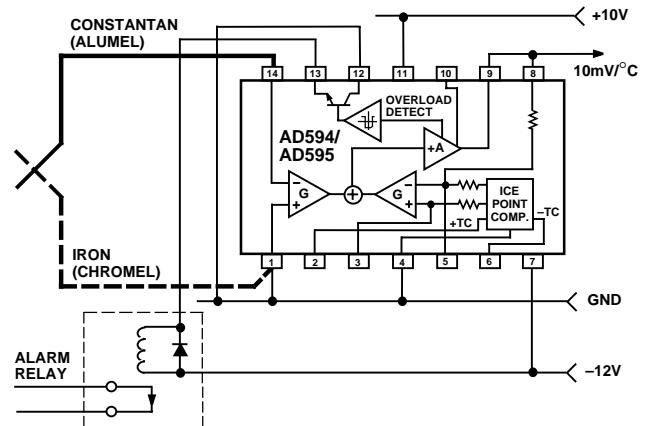 CONSTANTAN
(ALUMEL)
+10V
10mV/°C
14 13 12 11 10 9 8
OVERLOAD
DETECT
AD594/
AD595
+A
–
G
+
–
G
+
ICE
POINT
COMP.
+TC
–TC
IRON
(CHROMEL)
1 2 3 4 5 6 7
GND
ALARM
RELAY
–12V